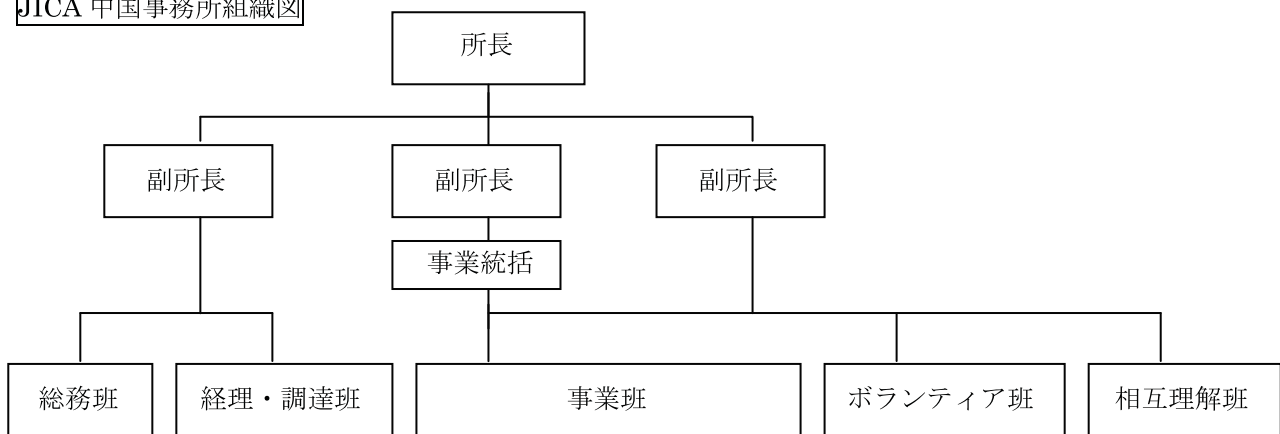 JICA 中国事務所組織図
所長
副所長
副所長
副所長
事業統括
総務班
経理・調達班
事業班
ボランティア班
相互理解班